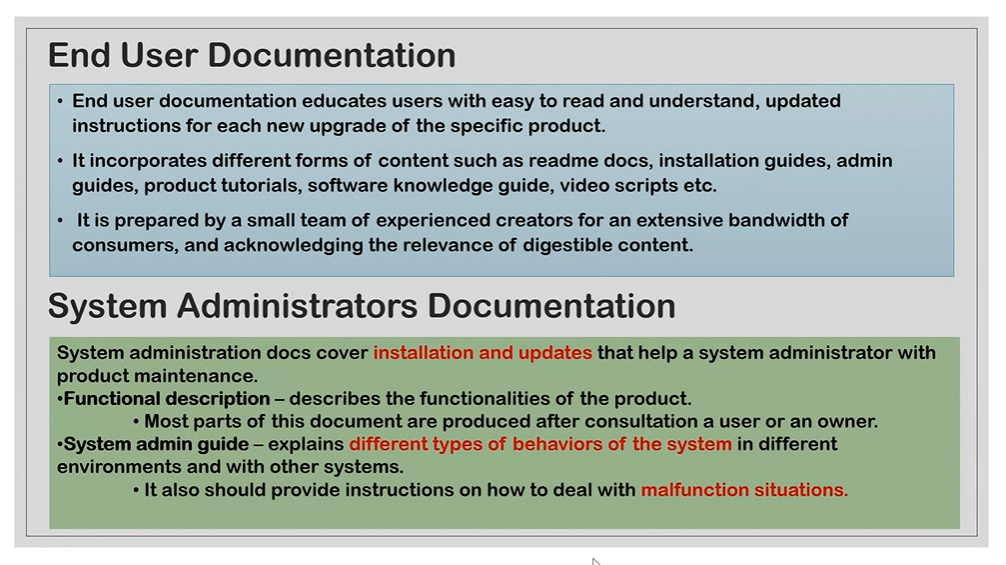 End User Documentation
• End user documentation educates users with easy to read and understand, updated
instructions for each new upgrade of the specific product.
• It incorporates different forms of content such as readme docs, installation guides, admin
guides, product tutorials, software knowledge guide, video scripts etc.
• It is prepared by a small team of experienced creators for an extensive bandwidth of
consumers, and acknowledging the relevance of digestible content.
System Administrators Documentation
System administration docs cover installation and updates that help a system administrator with
product maintenance.
•Functional description – describes the functionalities of the product.
• Most parts of this document are produced after consultation a user or an owner.
•System admin guide – explains different types of behaviors of the system in different
environments and with other systems.
• It also should provide instructions on how to deal with malfunction situations.